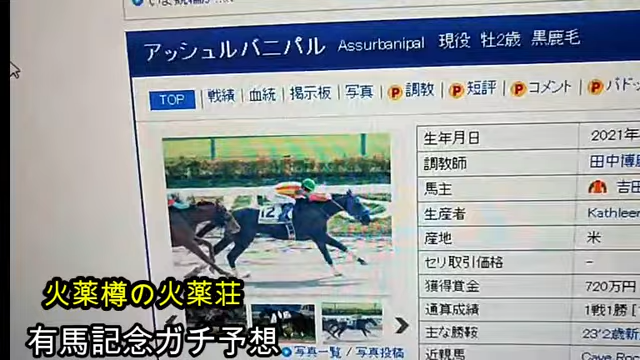 アッシュルバニパル Assurbanipal 現役 牡2歳 黒鹿毛
TOP 戦績 血統 掲示板 写真 P 調教 P 短評 P コメント P パド
生年月日 2021年
調教師 田中博
馬主 吉田
生産者 Kathleen
産地 米
セリ取引価格 -
獲得賞金 720万円
通算成績 1戦1勝 [
主な勝鞍 23'2歳新
近親馬
12
火薬樽の火薬荘
有馬記念ガチ予想
写真一覧 / 写真投稿